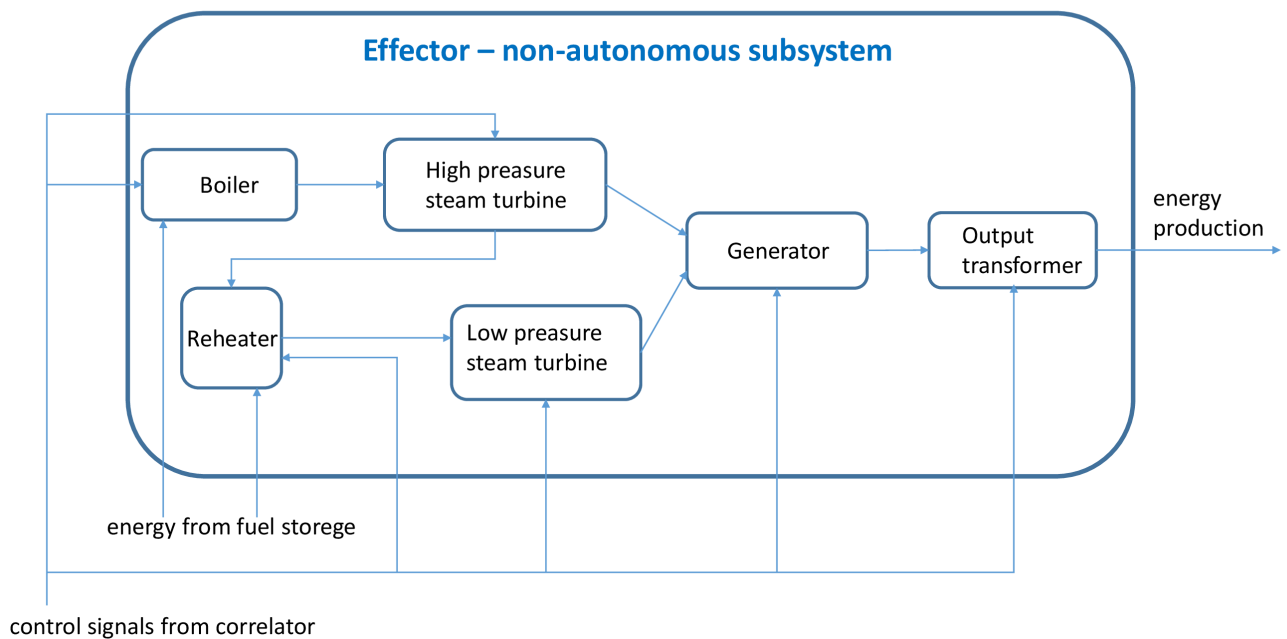 Effector – non-autonomous subsystem
Boiler
High preasure
steam turbine
energy
production
Generator
Output
transformer
Reheater
Low preasure
steam turbine
energy from fuel storege
control signals from correlator